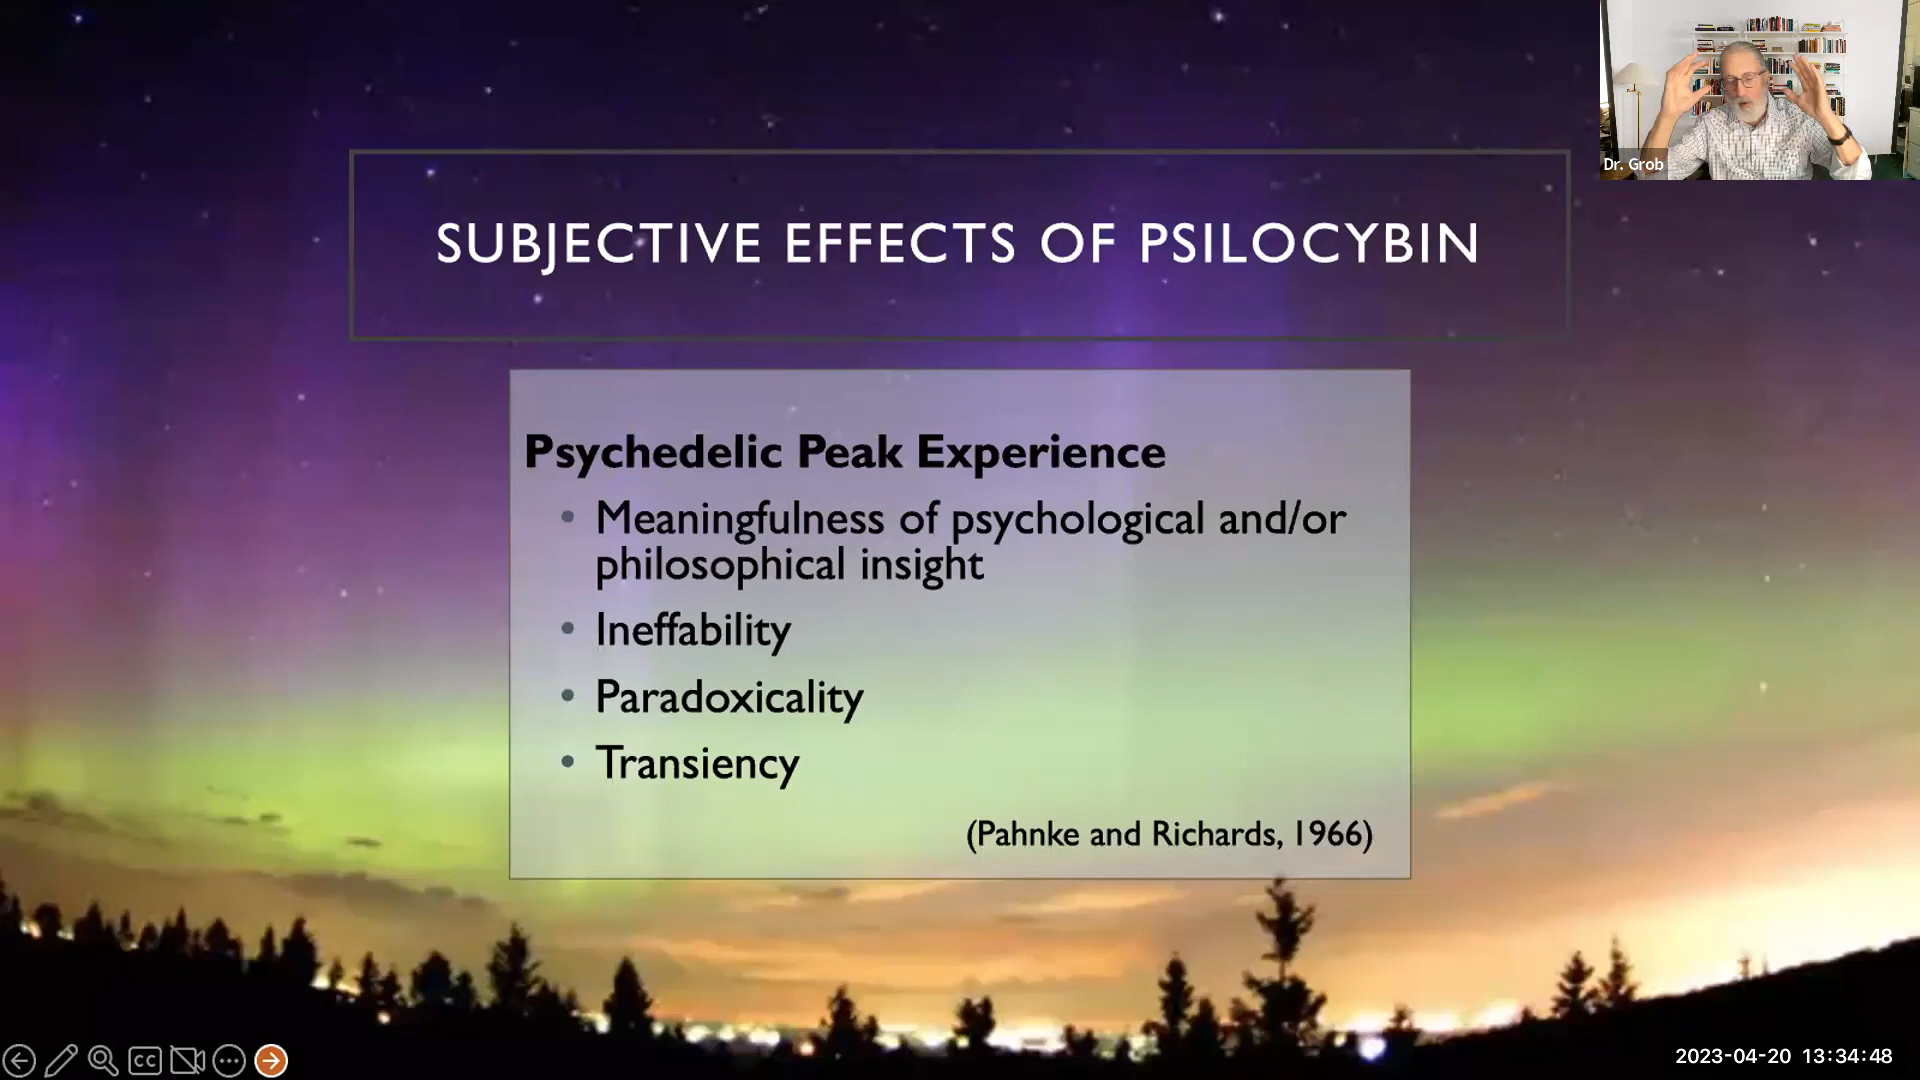 Dr. Grob
SUBJECTIVE EFFECTS OF PSILOCYBIN
Psychedelic Peak Experience
• Meaningfulness of psychological and/or
philosophical insight
• Ineffability
• Paradoxicality
• Transiency
(Pahnke and Richards, 1966)
CC
2023-04-20 13:34:48